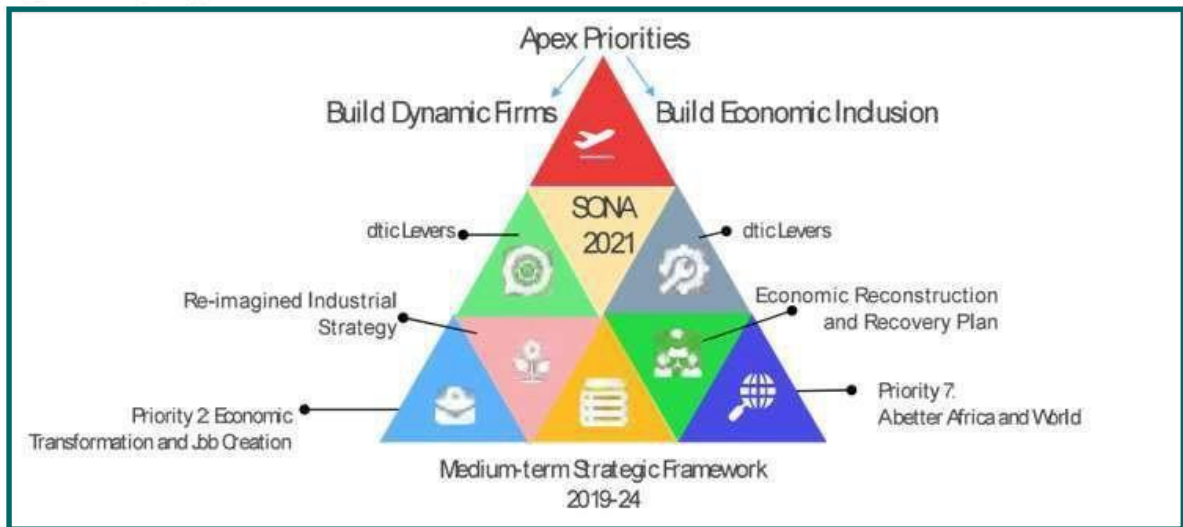 Apex Priorities
Build Dynamic Firms
Build Economic Inclusion
SONA
2021
dtic Levers
dtic Levers
Re-imagined Industrial
Strategy
Economic Reconstruction
and Recovery Plan
Priority 2: Economic
Transformation and Job Creation
Priority 7:
Abetter Africa and World
Medium-term Strategic Framework
2019-24